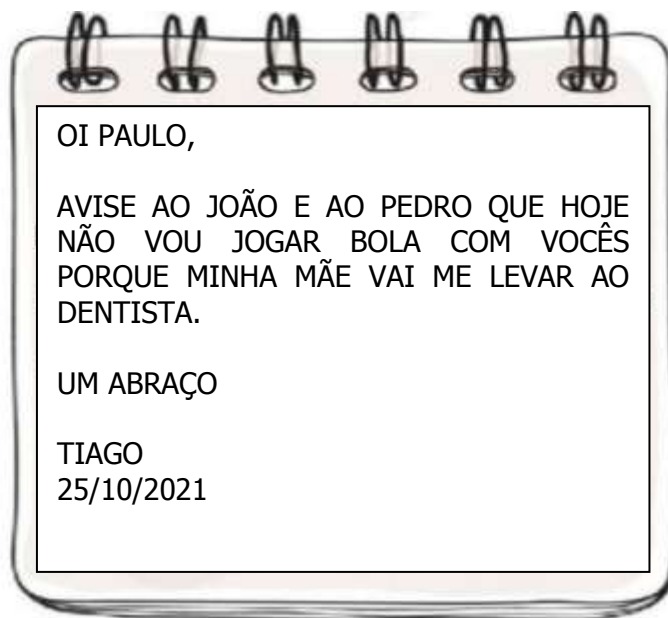 OI PAULO,
AVISE AO JOÃO E AO PEDRO QUE HOJE
NÃO VOU JOGAR BOLA COM VOCÊS
PORQUE MINHA MÃE VAI ME LEVAR AO
DENTISTA.
UM ABRAÇO
TIAGO
25/10/2021